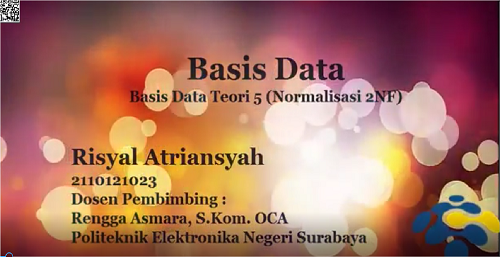 Basis Data
Basis Data Teori 5 (Normalisasi 2NF)
Risyal Atriansyah
2110121023
Dosen Pembimbing :
Rengga Asmara, S.Kom. OCA
Politeknik Elektronika Negeri Surabaya